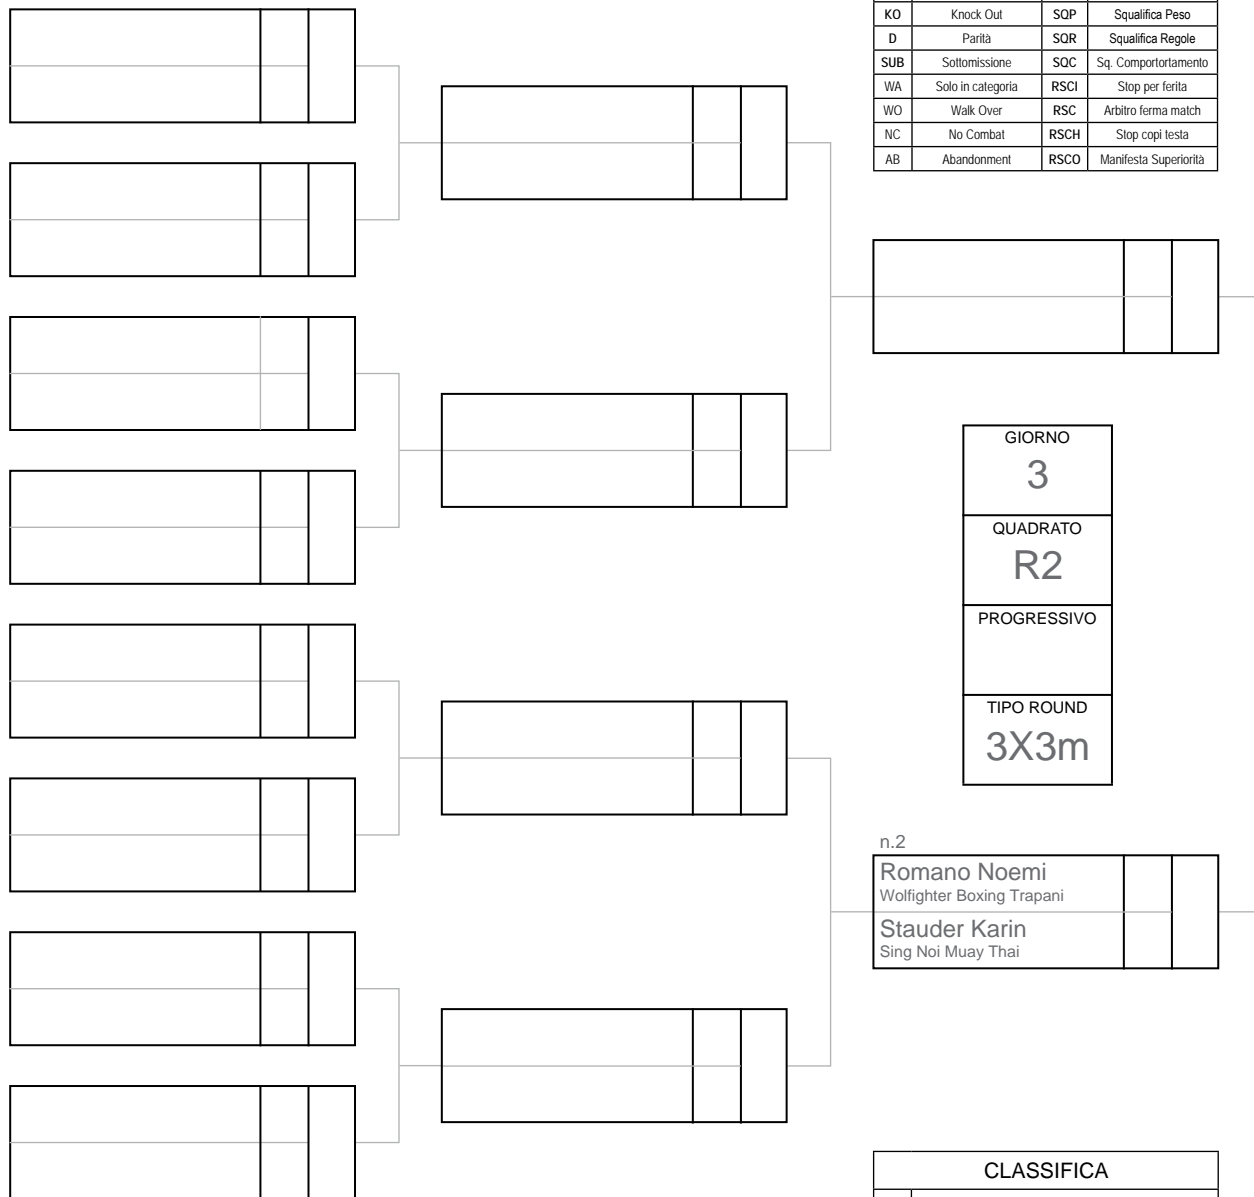 KO Knock Out SQP Squalifica Peso
D Parità SQR Squalifica Regole
SUB Sottomissione SQC Sq. Comportortamento
WA Solo in categoria RSCI Stop per ferita
WO Walk Over RSC Arbitro ferma match
NC No Combat RSCH Stop copi testa
AB Abandonment RSCO Manifesta Superiorità
GIORNO
3
QUADRATO
R2
PROGRESSIVO
TIPO ROUND
3X3m
n.2
Romano Noemi
Wolfighter Boxing Trapani
Stauder Karin
Sing Noi Muay Thai
CLASSIFICA